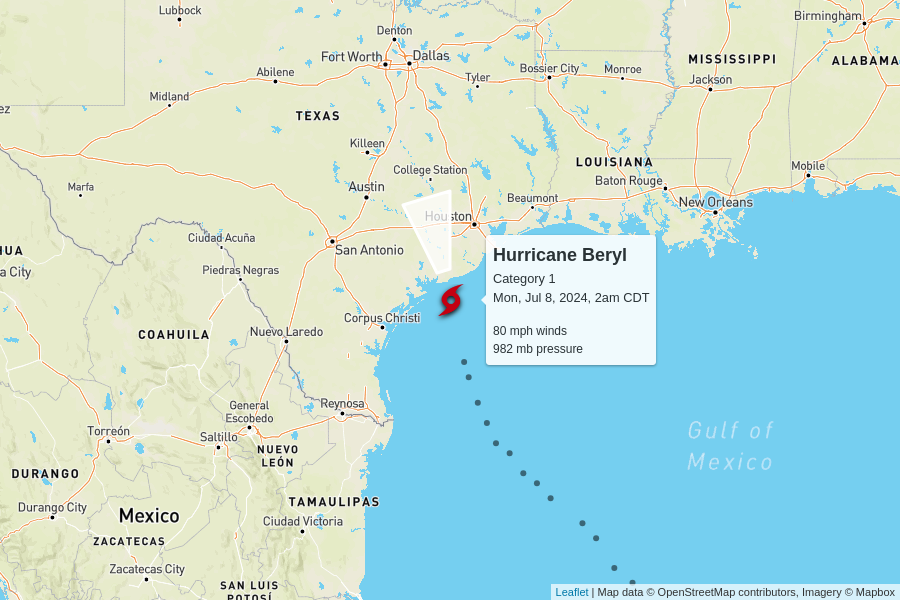 Lubbock
Birmingham
Denton
Fort Worth
Dallas
MISSISSIPPI
ALABAMA
Abilene
Tyler
Bossier City
Monroe
Jackson
Midland
ez
TEXAS
Killeen
LOUISIANA
College Station
Mobile
Marfa
Austin
Baton Rouge
Beaumont
New Orleans
Houston
Ciudad Acuña
San Antonio
UA
a City
Piedras Negras
Hurricane Beryl
Category 1
Mon, Jul 8, 2024, 2am CDT
80 mph winds
982 mb pressure
Corpus Christi
COAHUILA
Nuevo Laredo
General
Escobedo
Reynosa
Torreón
Saltillo
Gulf of
Mexico
NUEVO
LEÓN
DURANGO
TAMAULIPAS
Durango City
Mexico
Ciudad Victoria
ZACATECAS
Zacatecas City
SAN LUIS
POTOSÍ
Leaflet | Map data © OpenStreetMap contributors, Imagery © Mapbox